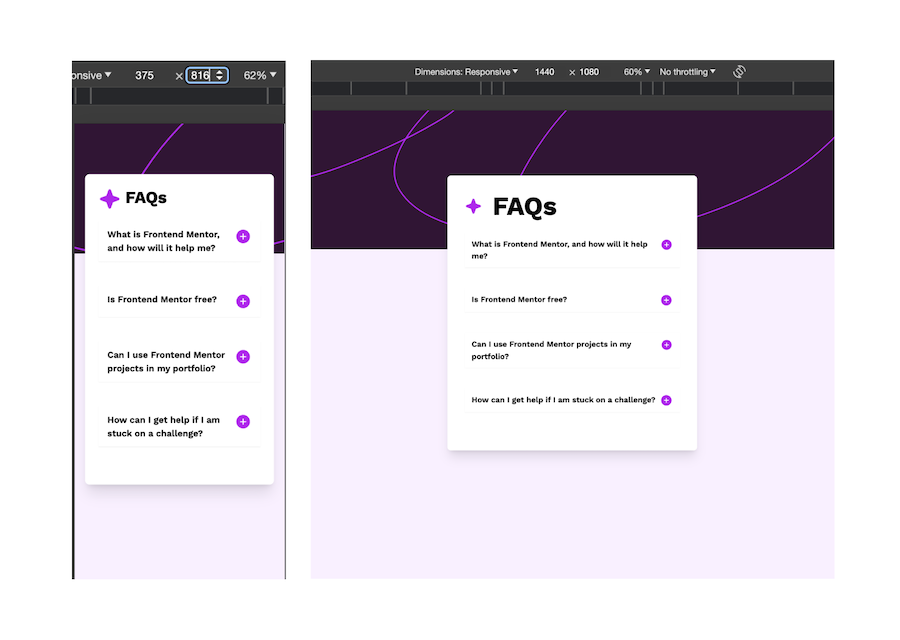 onsive ▾ 375 × 816 62% ▾
FAQs
What is Frontend Mentor,
and how will it help me?
Is Frontend Mentor free?
Can I use Frontend Mentor
projects in my portfolio?
How can I get help if I am
stuck on a challenge?
Dimensions: Responsive ▾ 1440 × 1080 60% ▾ No throttling ▾
FAQs
What is Frontend Mentor, and how will it help
me?
Is Frontend Mentor free?
Can I use Frontend Mentor projects in my
portfolio?
How can I get help if I am stuck on a challenge?